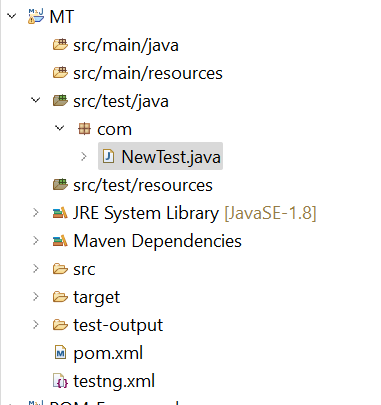 MT
src/main/java
src/main/resources
src/test/java
com
NewTest.java
src/test/resources
JRE System Library [JavaSE-1.8]
Maven Dependencies
src
target
test-output
pom.xml
testng.xml